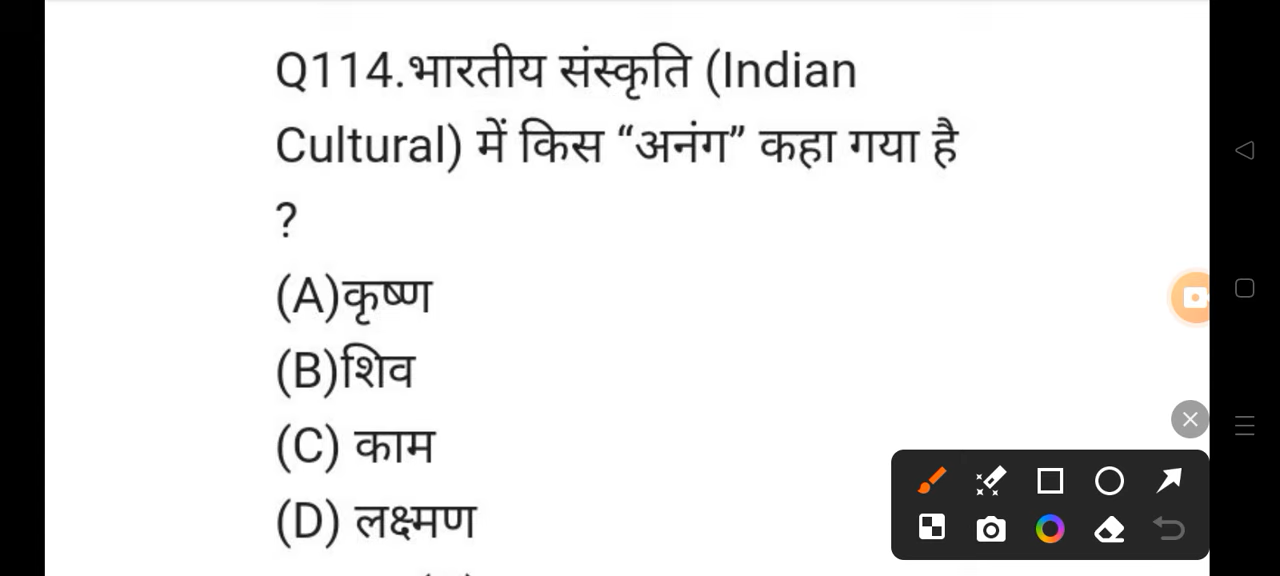 Q114.भारतीय संस्कृति (Indian
Cultural) में किस “अनंग” कहा गया है
?
(A)कृष्ण
(B)शिव
(C) काम
(D) लक्ष्मण